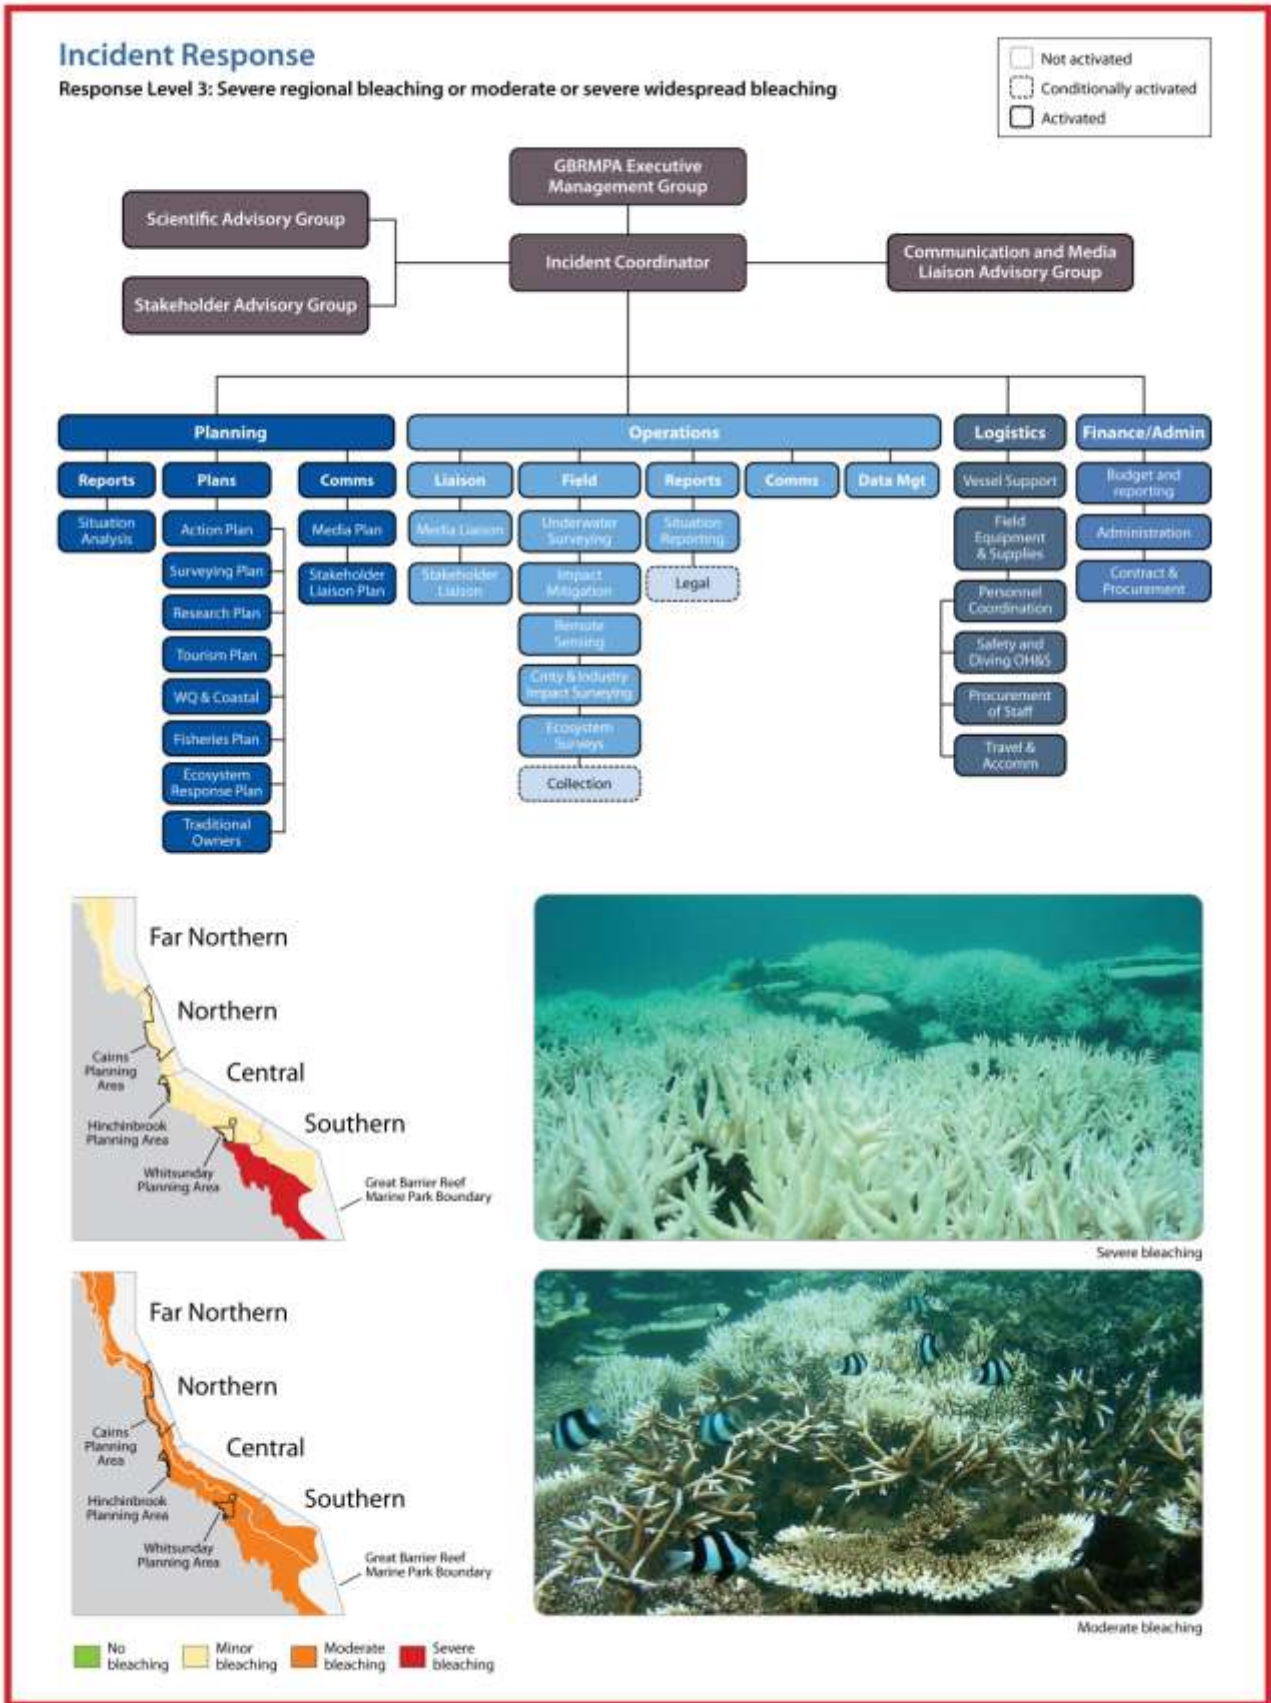 Incident Response
Response Level 3: Severe regional bleaching or moderate or severe widespread bleaching
Not activated
Conditionally activated
Activated
GBRMPA Executive
Management Group
Scientific Advisory Group
Incident Coordinator
Communication and Media
Liaison Advisory Group
Stakeholder Advisory Group
Planning
Operations
Logistics
Finance/Admin
Reports
Plans
Comms
Liaison
Field
Reports
Comms
Data Mgt
Vessel Support
Budget and
reporting
Situation
Analysis
Action Plan
Surveying Plan
Research Plan
Tourism Plan
WQ & Coastal
Fisheries Plan
Ecosystem
Response Plan
Traditional
Owners
Media Plan
Stakeholder
Liaison Plan
Media Liaison
Stakeholder
Liaison
Underwater
Surveying
Impact
Mitigation
Remote
Sensing
Cmty & Industry
Impact Surveying
Ecosystem
Surveys
Collection
Situation
Reporting
Legal
Field
Equipment
& Supplies
Personnel
Coordination
Safety and
Diving OH&S
Procurement
of Staff
Travel &
Accomm
Administration
Contract &
Procurement
Far Northern
Northern
Cairns
Planning
Area
Central
Hinchinbrook
Planning Area
Southern
Whitsunday
Planning Area
Great Barrier Reef
Marine Park Boundary
Severe bleaching
Far Northern
Northern
Cairns
Planning
Area
Central
Hinchinbrook
Planning Area
Southern
Whitsunday
Planning Area
Great Barrier Reef
Marine Park Boundary
Moderate bleaching
No
bleaching
Minor
bleaching
Moderate
bleaching
Severe
bleaching